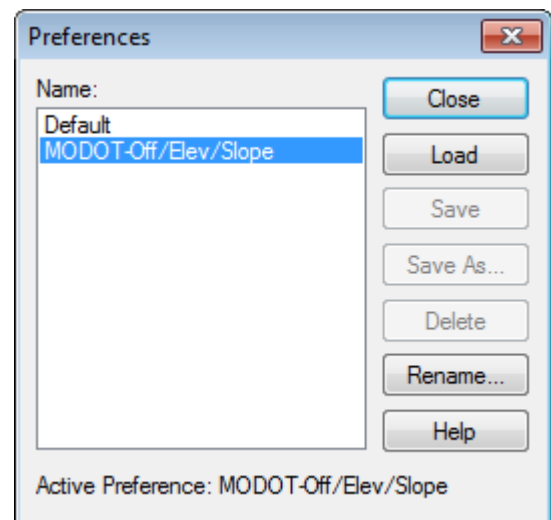 Preferences
Name:
Default
MODOT-Off/Elev/Slope
Close
Load
Save
Save As...
Delete
Rename...
Help
Active Preference: MODOT-Off/Elev/Slope